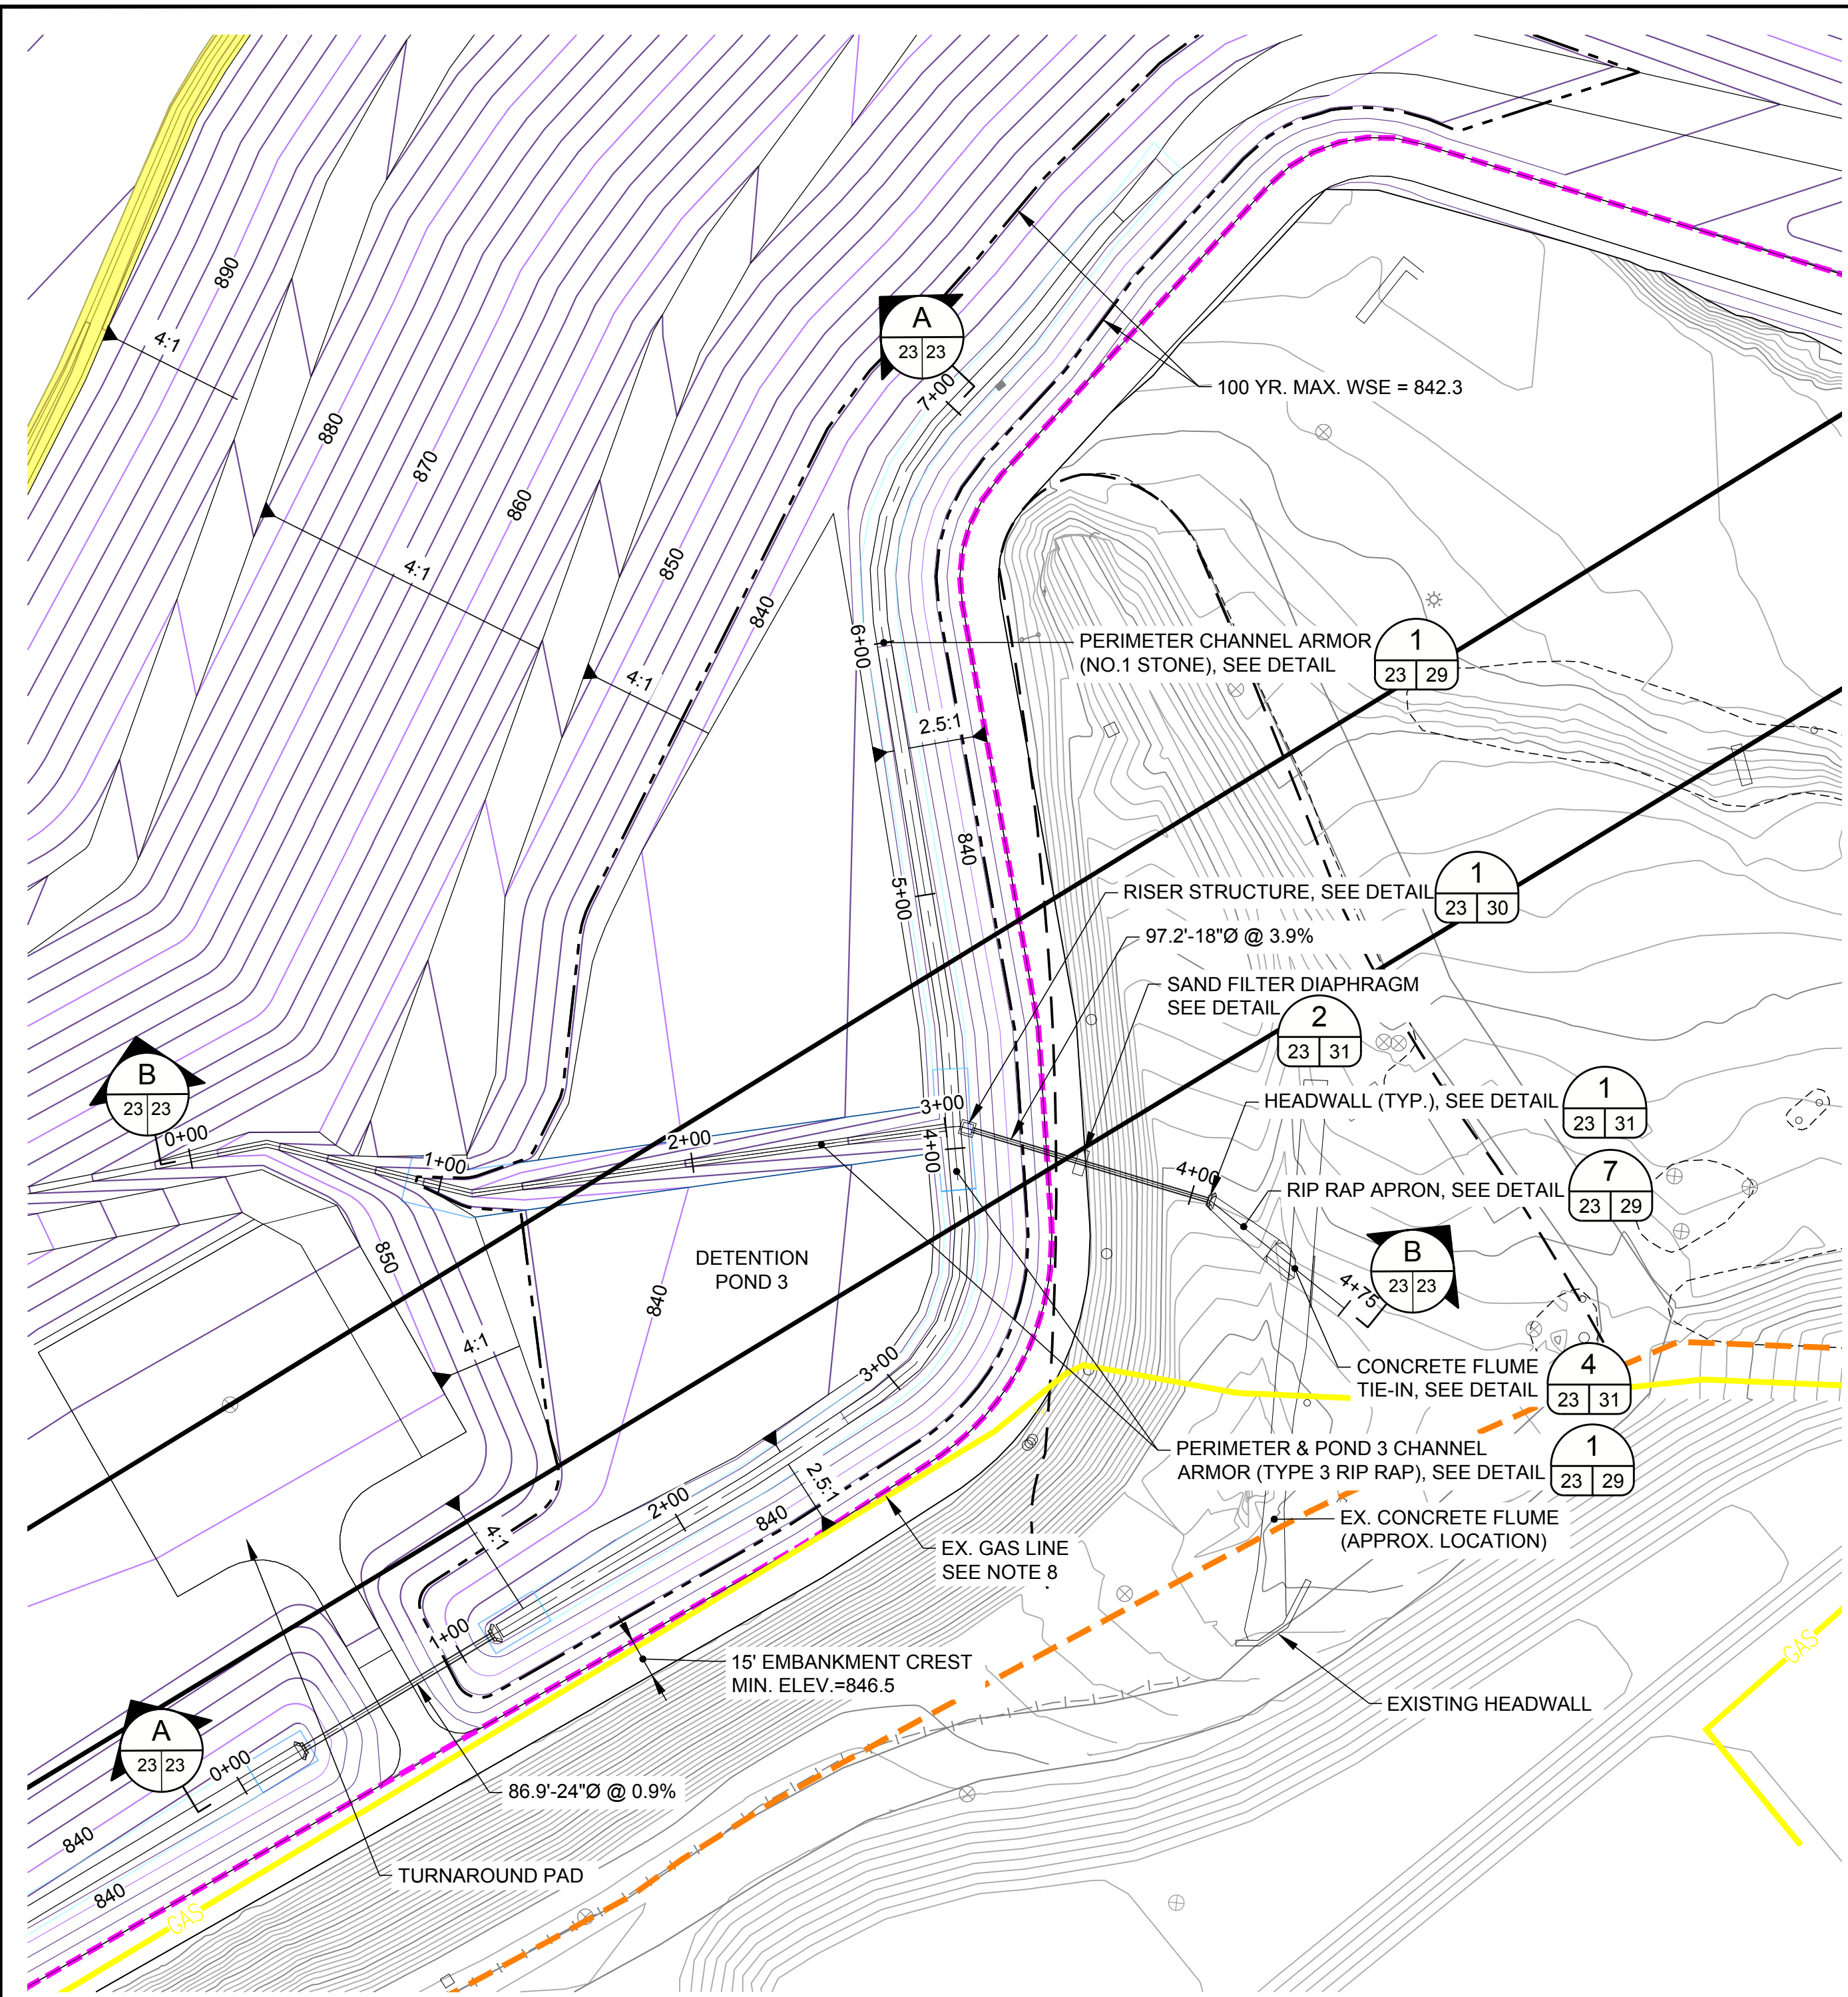 890
4:1
A
23 23
7+00
100 YR. MAX. WSE = 842.3
880
870
860
4:1
850
840
6+00
PERIMETER CHANNEL ARMOR
(NO.1 STONE), SEE DETAIL
1
23 29
4:1
2.5:1
840
5+00
RISER STRUCTURE, SEE DETAIL
1
23 30
97.2'-18"Ø @ 3.9%
SAND FILTER DIAPHRAGM
SEE DETAIL
2
23 31
B
23 23
0+00
1+00
2+00
3+00
4+00
HEADWALL (TYP.), SEE DETAIL
1
23 31
4+00
RIP RAP APRON, SEE DETAIL
7
23 29
B
23 23
4+75
850
DETENTION
POND 3
840
4:1
3+00
CONCRETE FLUME
TIE-IN, SEE DETAIL
4
23 31
PERIMETER & POND 3 CHANNEL
ARMOR (TYPE 3 RIP RAP), SEE DETAIL
1
23 29
2.5:1
2+00
840
4:1
EX. CONCRETE FLUME
(APPROX. LOCATION)
EX. GAS LINE
SEE NOTE 8
1+00
15' EMBANKMENT CREST
MIN. ELEV.=846.5
GAS
EXISTING HEADWALL
A
23 23
0+00
86.9'-24"Ø @ 0.9%
840
TURNAROUND PAD
840
GAS